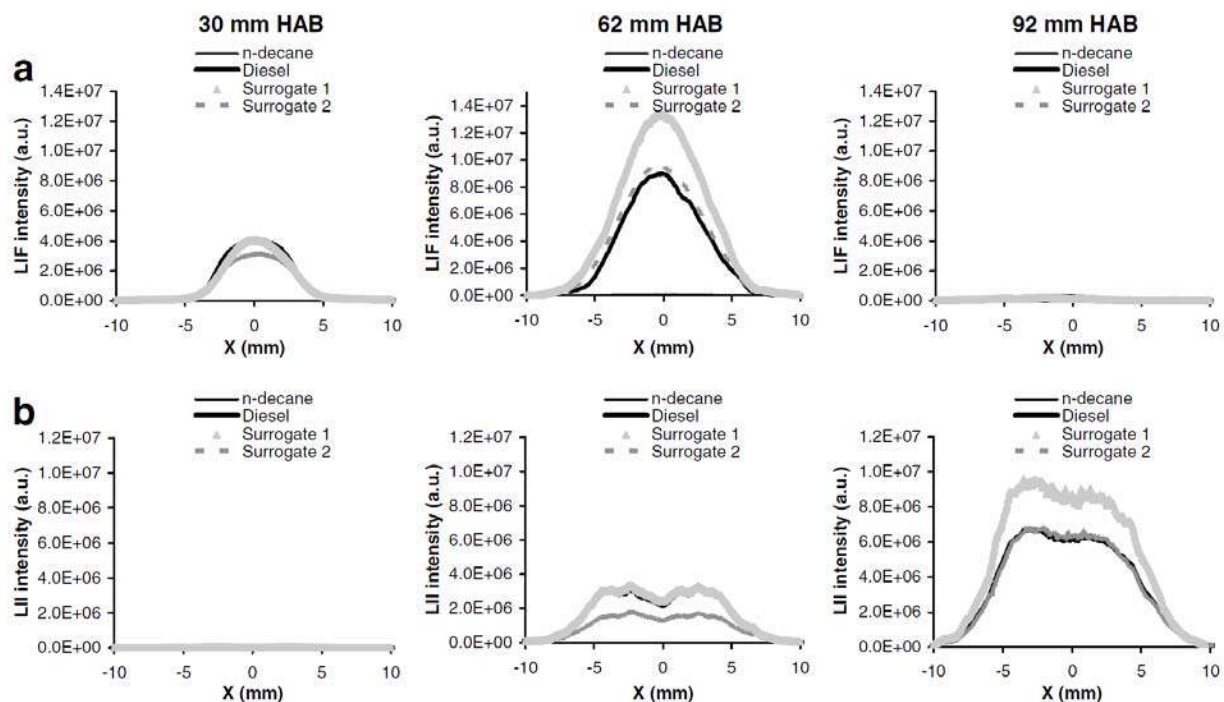 30 mm HAB
62 mm HAB
92 mm HAB
a
n-decane
Diesel
Surrogate 1
Surrogate 2
1.4E+07
1.2E+07
1.0E+07
8.0E+06
6.0E+06
4.0E+06
2.0E+06
0.0E+00
LIF intensity (a.u.)
-10 -5 0 5 10
X (mm)
n-decane
Diesel
Surrogate 1
Surrogate 2
1.4E+07
1.2E+07
1.0E+07
8.0E+06
6.0E+06
4.0E+06
2.0E+06
0.0E+00
LIF intensity (a.u.)
-10 -5 0 5 10
X (mm)
n-decane
Diesel
Surrogate 1
Surrogate 2
1.4E+07
1.2E+07
1.0E+07
8.0E+06
6.0E+06
4.0E+06
2.0E+06
0.0E+00
LIF intensity (a.u.)
-10 -5 0 5 10
X (mm)
b
n-decane
Diesel
Surrogate 1
Surrogate 2
1.2E+07
1.0E+07
8.0E+06
6.0E+06
4.0E+06
2.0E+06
0.0E+00
LII intensity (a.u.)
-10 -5 0 5 10
X (mm)
n-decane
Diesel
Surrogate 1
Surrogate 2
1.2E+07
1.0E+07
8.0E+06
6.0E+06
4.0E+06
2.0E+06
0.0E+00
LII intensity (a.u.)
-10 -5 0 5 10
X (mm)
n-decane
Diesel
Surrogate 1
Surrogate 2
1.2E+07
1.0E+07
8.0E+06
6.0E+06
4.0E+06
2.0E+06
0.0E+00
LII intensity (a.u.)
-10 -5 0 5 10
X (mm)